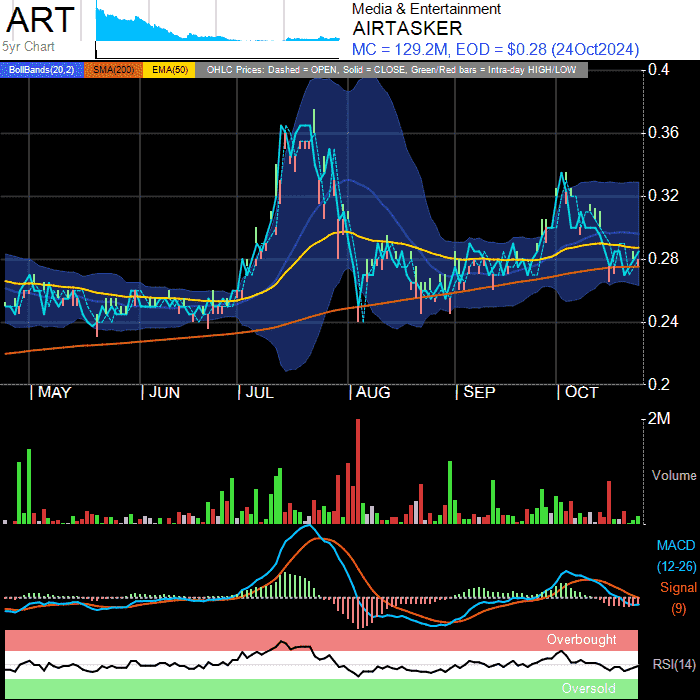 ART
5yr Chart
Media & Entertainment
AIRTASKER
MC = 129.2M, EOD = $0.28 (24Oct2024)
BollBands(20,2) SMA(200) EMA(50) OHLC Prices: Dashed = OPEN, Solid = CLOSE, Green/Red bars = Intra-day HIGH/LOW
0.4
0.36
0.32
0.28
0.24
0.2
MAY JUN JUL AUG SEP OCT
2M
Volume
MACD
(12-26)
Signal
(9)
Overbought
RSI(14)
Oversold